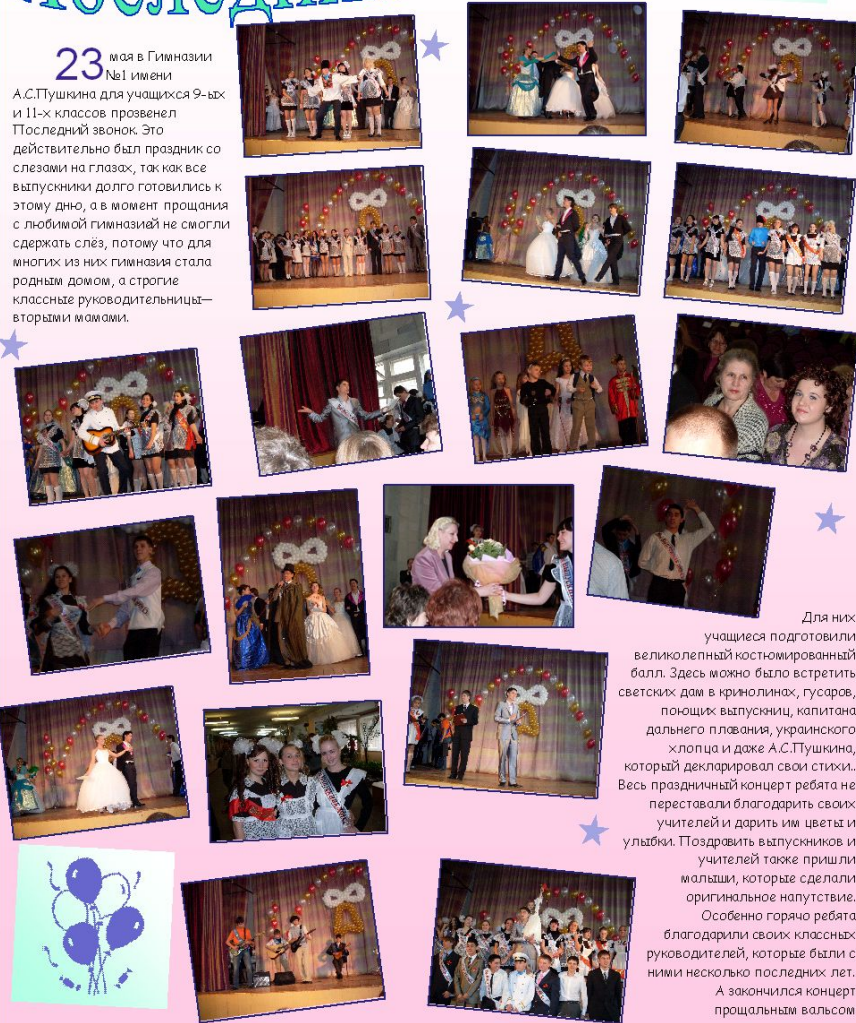 23 мая в Гимназии
№1 имени
А.С.Пушкина для учащихся 9-ых
и 11-х классов прозвенел
Последний звонок. Это
действительно был праздник со
слезами на глазах, так как все
выпускники долго готовились к
этому дню, а в момент прощания
с любимой гимназией не смогли
сдержать слёз, потому что для
многих из них гимназия стала
родным домом, а строгие
классные руководительницы—
вторыми мамами.
Для них
учащиеся подготовили
великолепный костюмированный
балл. Здесь можно было встретить
светских дам в кринолинах, гусаров,
поющих выпускниц, капитана
дальнего плавания, украинского
хлопца и даже А.С.Пушкина,
который декларировал свои стихи..
Весь праздничный концерт ребята не
переставали благодарить своих
учителей и дарить им цветы и
улыбки. Поздравить выпускников и
учителей также пришли
малыши, которые сделали
оригинальное напутствие.
Особенно горячо ребята
благодарили своих классных
руководителей, которые были с
ними несколько последних лет.
А закончился концерт
прощальным вальсом